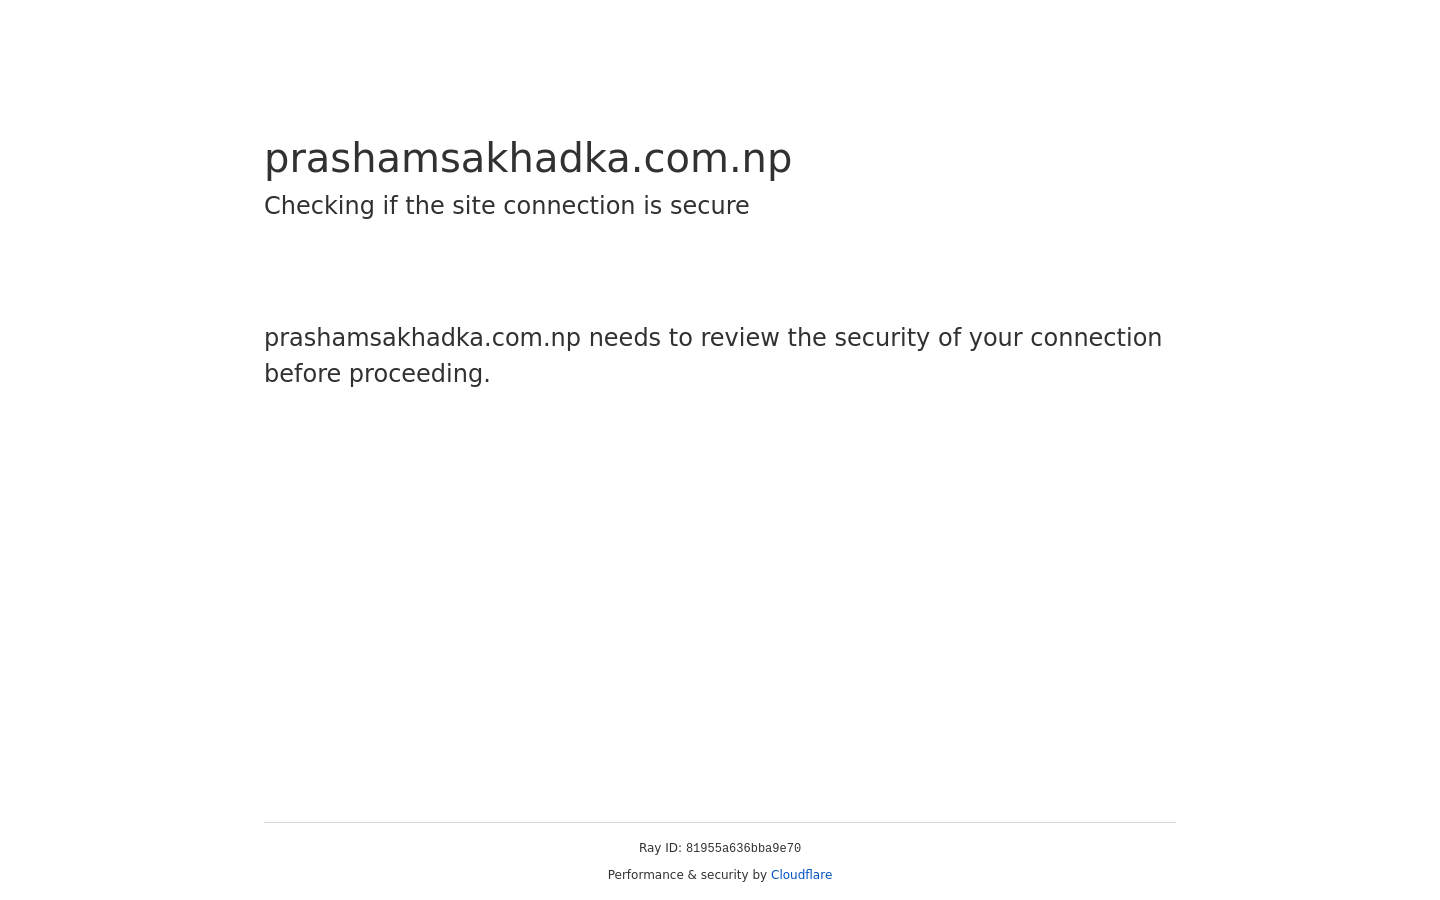 prashamsakhadka.com.np
Checking if the site connection is secure
prashamsakhadka.com.np needs to review the security of your connection
before proceeding.
Ray ID: 81955a636bba9e70
Performance & security by Cloudflare